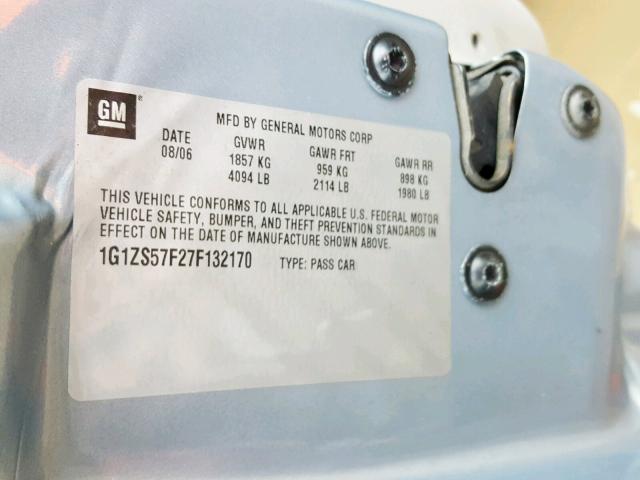 GM
MFD BY GENERAL MOTORS CORP
DATE GVWR GAWR FRT GAWR RR
08/06 1857 KG 959 KG 898 KG
4094 LB 2114 LB 1980 LB
THIS VEHICLE CONFORMS TO ALL APPLICABLE U.S. FEDERAL MOTOR
VEHICLE SAFETY, BUMPER, AND THEFT PREVENTION STANDARDS IN
EFFECT ON THE DATE OF MANUFACTURE SHOWN ABOVE.
1G1ZS57F27F132170 TYPE: PASS CAR